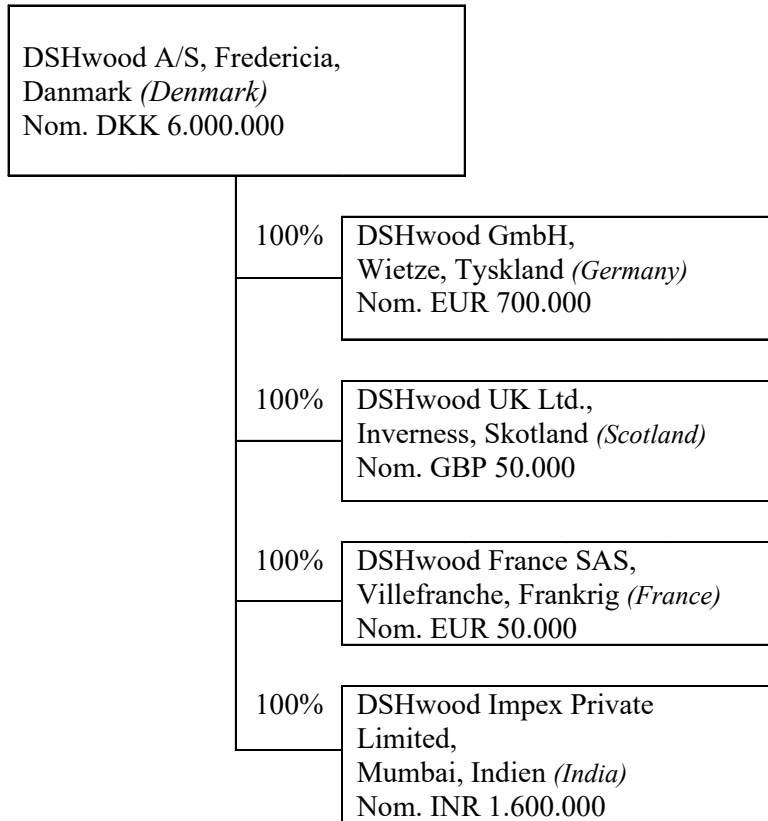 DSHwood A/S, Fredericia,
Danmark (Denmark)
Nom. DKK 6.000.000
100%
DSHwood GmbH,
Wietze, Tyskland (Germany)
Nom. EUR 700.000
100%
DSHwood UK Ltd.,
Inverness, Skotland (Scotland)
Nom. GBP 50.000
100%
DSHwood France SAS,
Villefranche, Frankrig (France)
Nom. EUR 50.000
100%
DSHwood Impex Private
Limited,
Mumbai, Indien (India)
Nom. INR 1.600.000